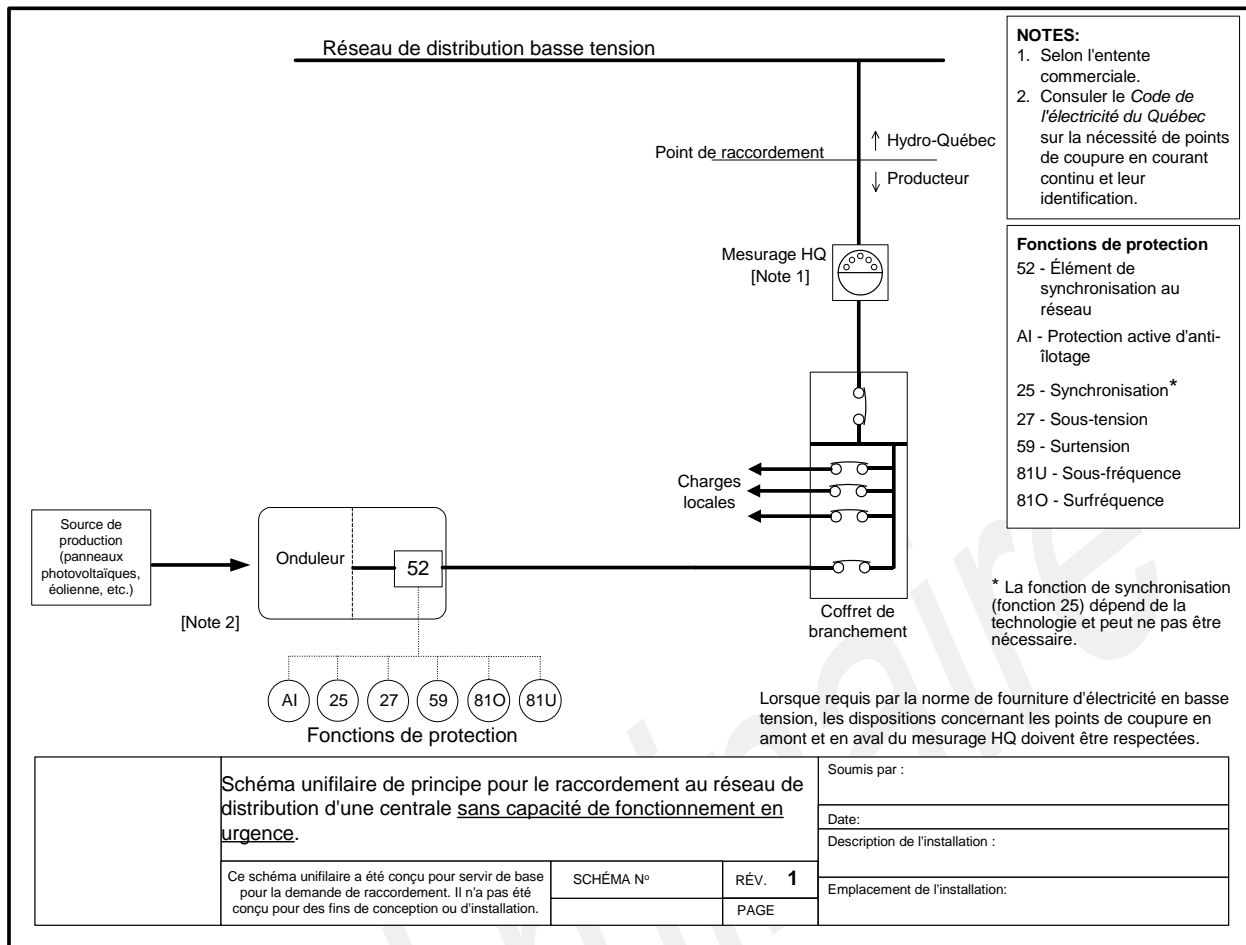 Réseau de distribution basse tension
Point de raccordement
↑ Hydro-Québec
↓ Producteur
Mesurage HQ
[Note 1]
Charges
locales
Coffret de
branchement
Source de
production
(panneaux
photovoltaïques,
éolienne, etc.)
[Note 2]
Onduleur
52
AI
25
27
59
81O
81U
Fonctions de protection
NOTES:
1. Selon l'entente
commerciale.
2. Consuler le Code de
l'électricité du Québec
sur la nécessité de points
de coupure en courant
continu et leur
identification.
Fonctions de protection
52 - Élément de
synchronisation au
réseau
AI - Protection active d'anti-
îlotage
25 - Synchronisation*
27 - Sous-tension
59 - Surtension
81U - Sous-fréquence
81O - Surfréquence
* La fonction de synchronisation
(fonction 25) dépend de la
technologie et peut ne pas être
nécessaire.
Lorsque requis par la norme de fourniture d'électricité en basse
tension, les dispositions concernant les points de coupure en
amont et en aval du mesurage HQ doivent être respectées.
Schéma unifilaire de principe pour le raccordement au réseau de
distribution d'une centrale sans capacité de fonctionnement en
urgence.
Ce schéma unifilaire a été conçu pour servir de base
pour la demande de raccordement. Il n'a pas été
conçu pour des fins de conception ou d'installation.
SCHÉMA Nº
RÉV. 1
PAGE
Soumis par :
Date:
Description de l'installation :
Emplacement de l'installation: